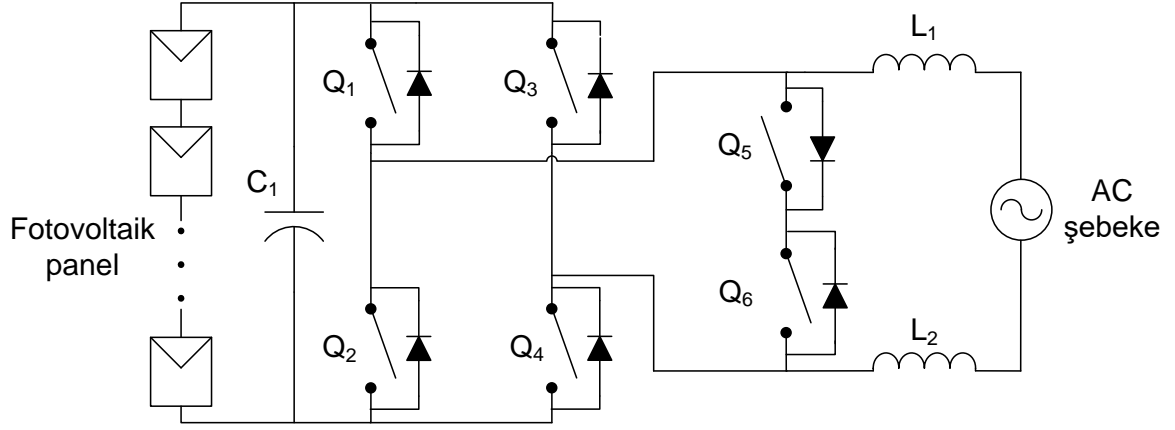 L₁
Q₁
Q₃
Q₅
C₁
AC
şebeke
Fotovoltaik
panel
Q₆
Q₂
Q₄
L₂